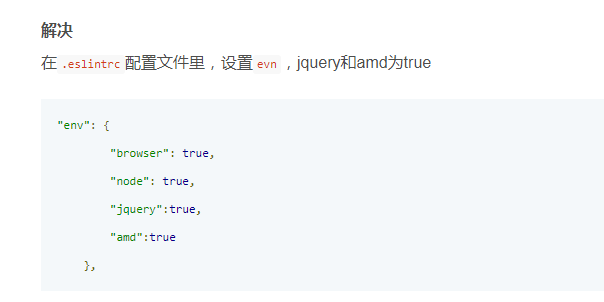 解决
在 .eslintrc 配置文件里，设置 evn ，jquery和amd为true
"env": {
"browser": true,
"node": true,
"jquery":true,
"amd":true
},